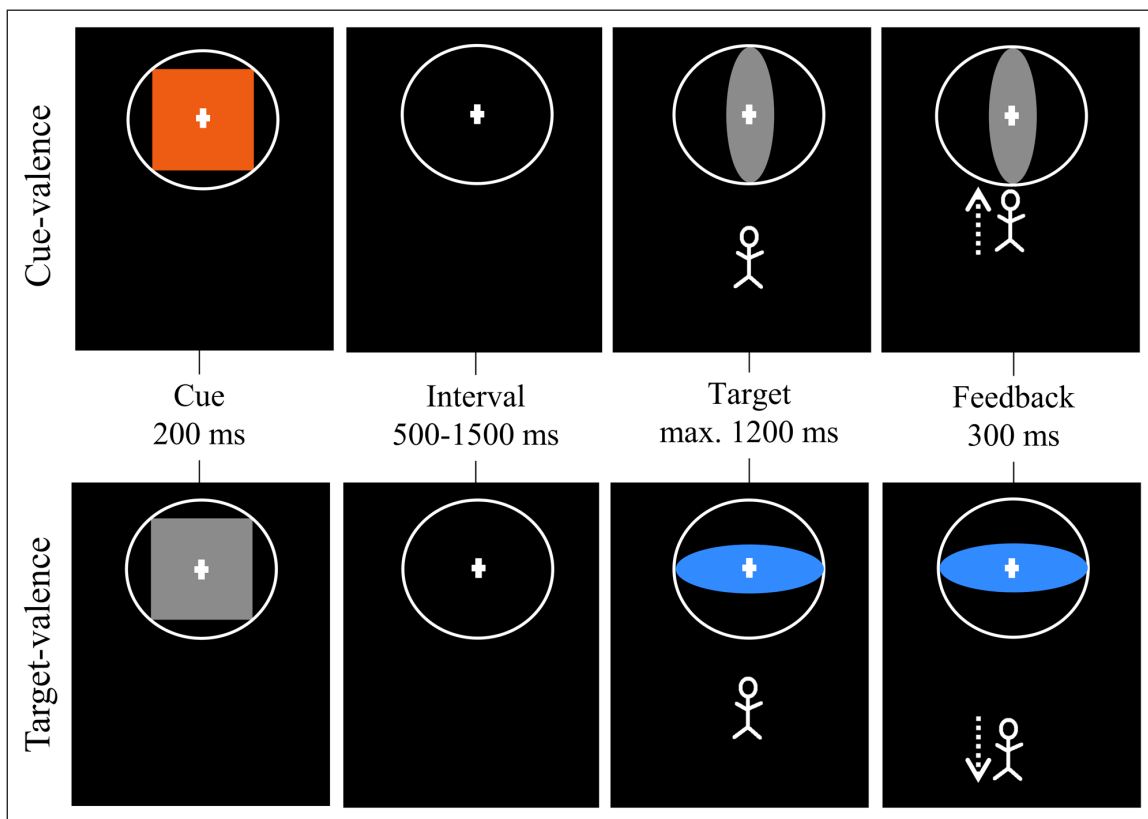 Cue-valence
Cue
200 ms
Interval
500-1500 ms
Target
max. 1200 ms
Feedback
300 ms
Target-valence